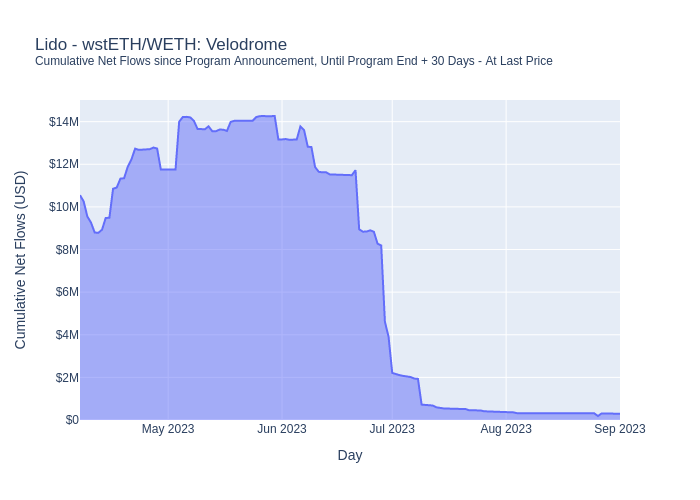 Lido - wstETH/WETH: Velodrome
Cumulative Net Flows since Program Announcement, Until Program End + 30 Days - At Last Price
Cumulative Net Flows (USD)
$14M
$12M
$10M
$8M
$6M
$4M
$2M
$0
May 2023
Jun 2023
Jul 2023
Aug 2023
Sep 2023
Day